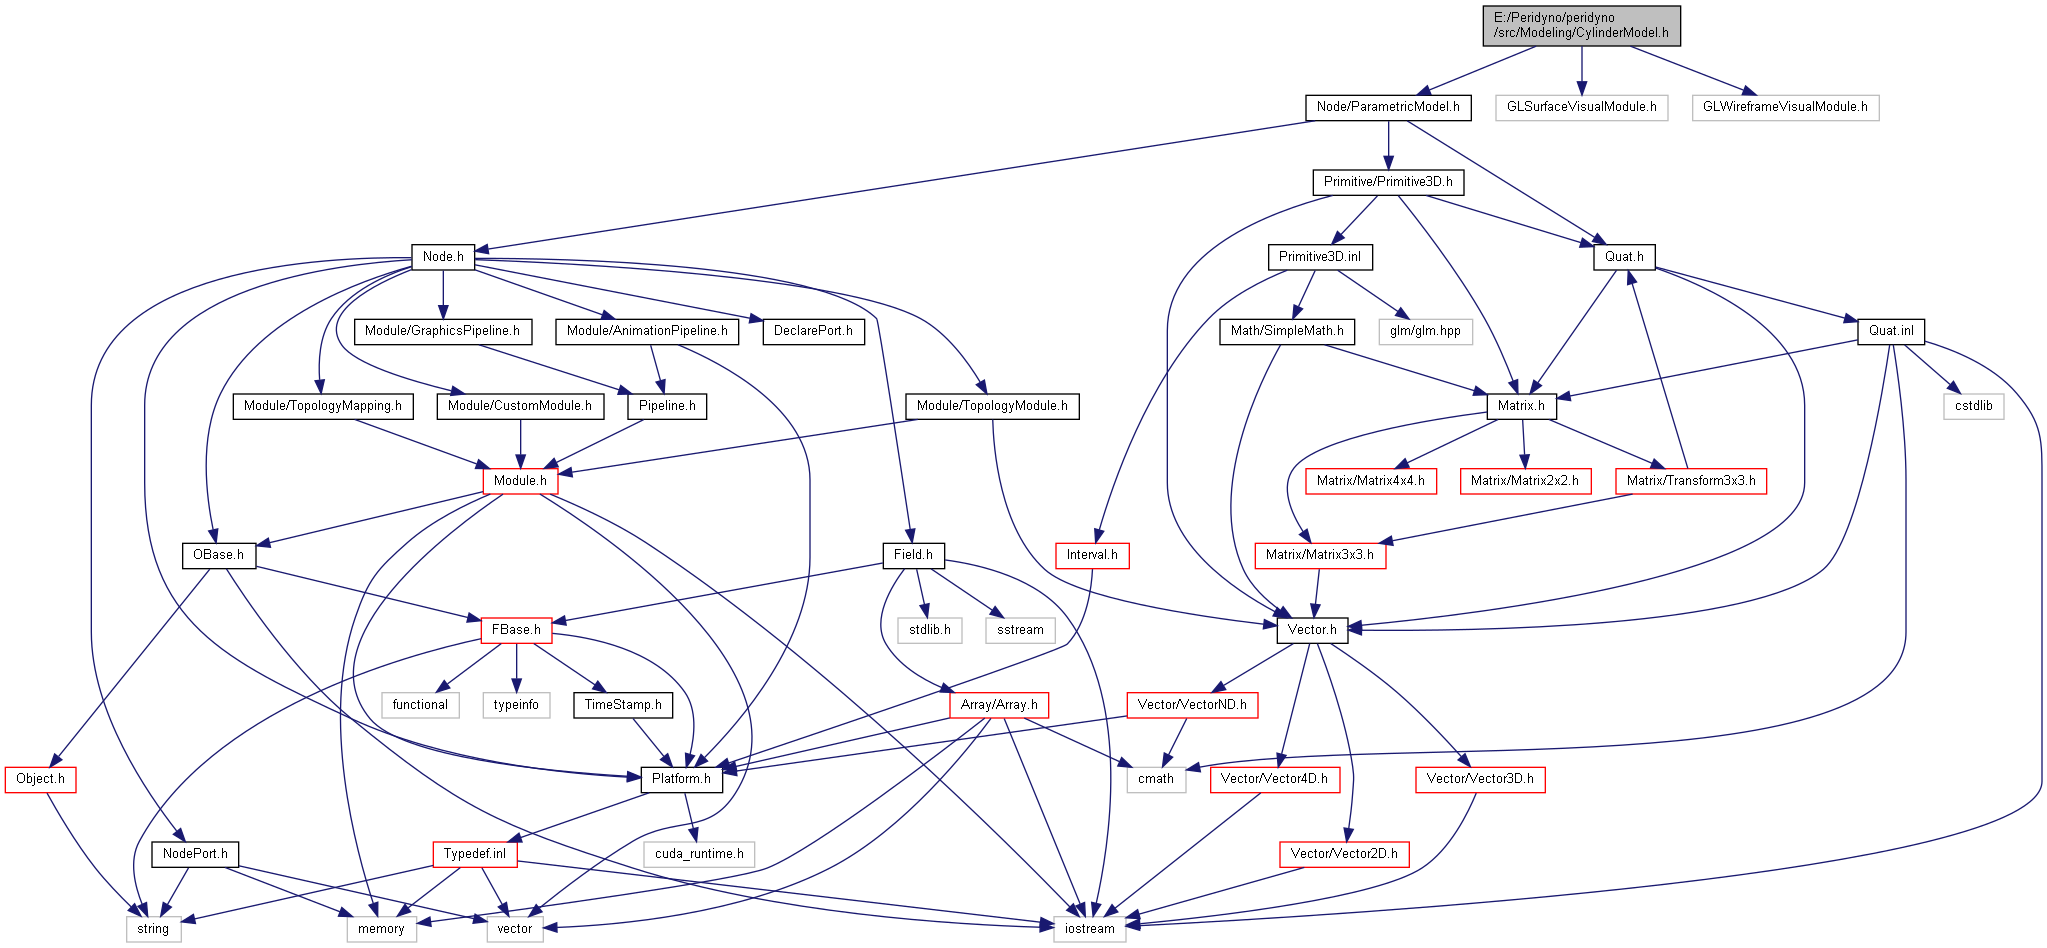 E:/Peridyno/peridyno
/src/Modeling/CylinderModel.h
Node/ParametricModel.h
GLSurfaceVisualModule.h
GLWireframeVisualModule.h
Primitive/Primitive3D.h
Node.h
Primitive3D.inl
Quat.h
Module/GraphicsPipeline.h
Module/AnimationPipeline.h
DeclarePort.h
Math/SimpleMath.h
glm/glm.hpp
Quat.inl
Module/TopologyMapping.h
Module/CustomModule.h
Pipeline.h
Module/TopologyModule.h
Matrix.h
cstdlib
Module.h
Matrix/Matrix4x4.h
Matrix/Matrix2x2.h
Matrix/Transform3x3.h
OBase.h
Field.h
Interval.h
Matrix/Matrix3x3.h
FBase.h
stdlib.h
sstream
Vector.h
functional
typeinfo
TimeStamp.h
Array/Array.h
Vector/VectorND.h
Object.h
Platform.h
cmath
Vector/Vector4D.h
Vector/Vector3D.h
NodePort.h
Typedef.inl
cuda_runtime.h
Vector/Vector2D.h
string
memory
vector
iostream